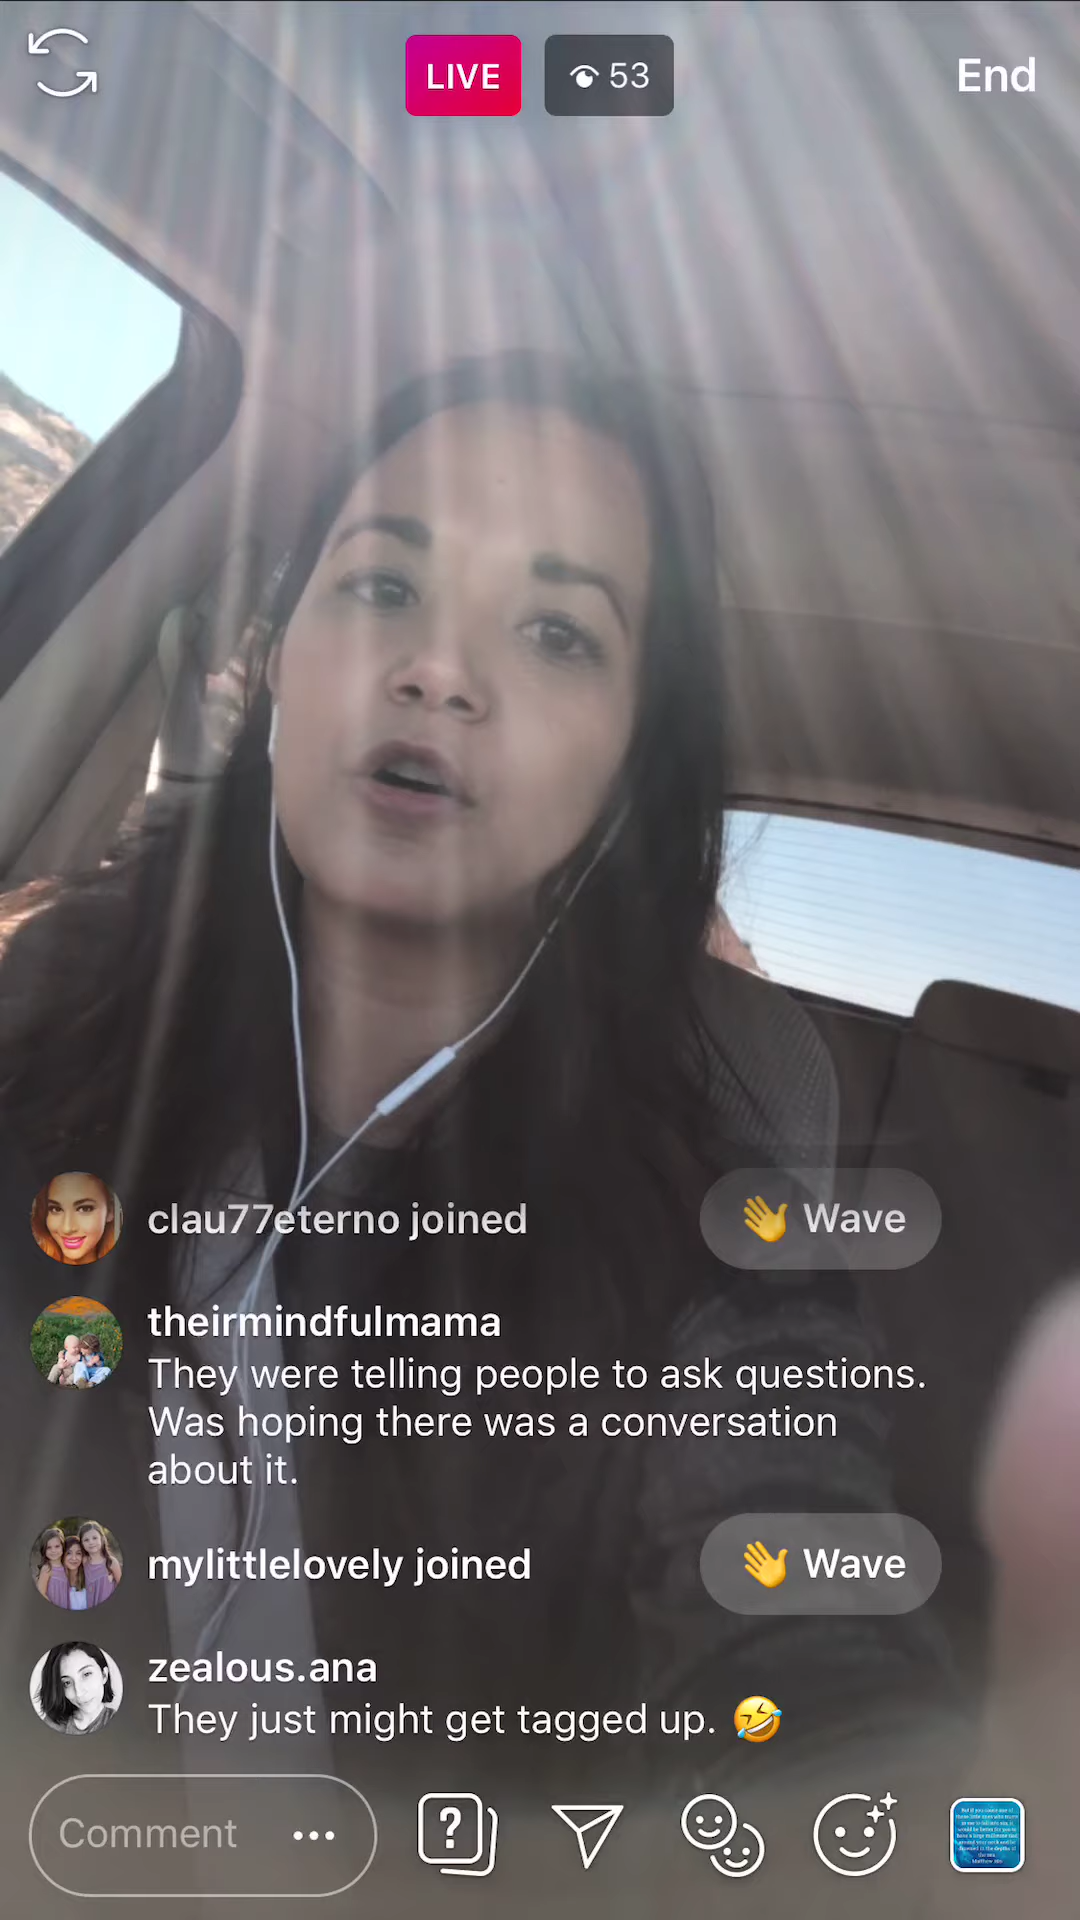 LIVE
53
End
clau77eterno joined
Wave
theirmindfulmama
They were telling people to ask questions.
Was hoping there was a conversation
about it.
mylittlelovely joined
Wave
zealous.ana
They just might get tagged up. 🤣
Comment
?